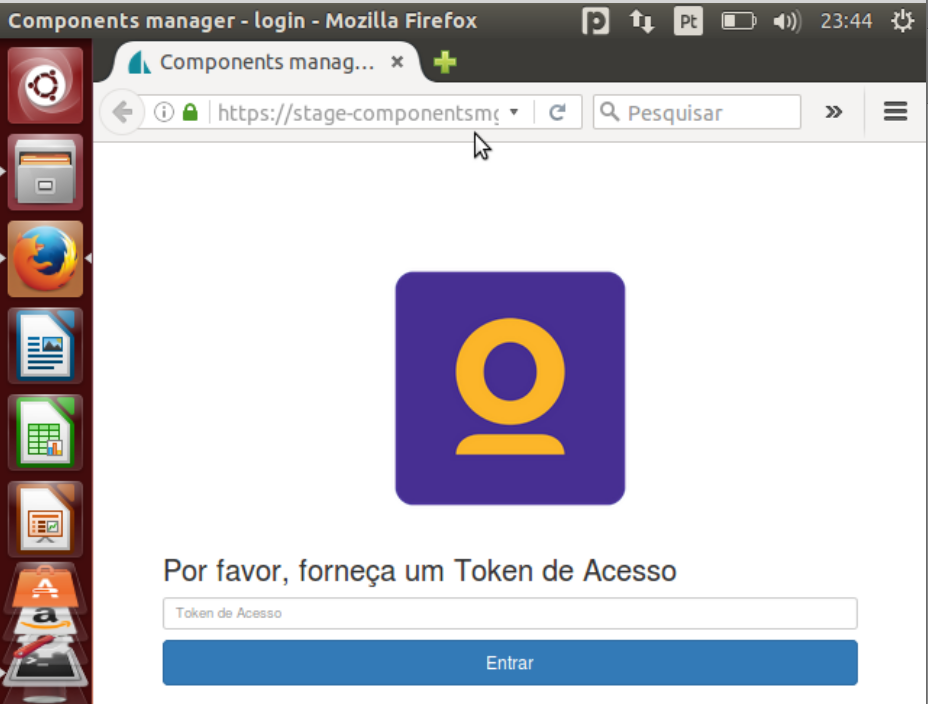 Components manager - login - Mozilla Firefox
Pt
23:44
Components manag...
https://stage-componentsm
Pesquisar
Por favor, forneça um Token de Acesso
Token de Acesso
Entrar